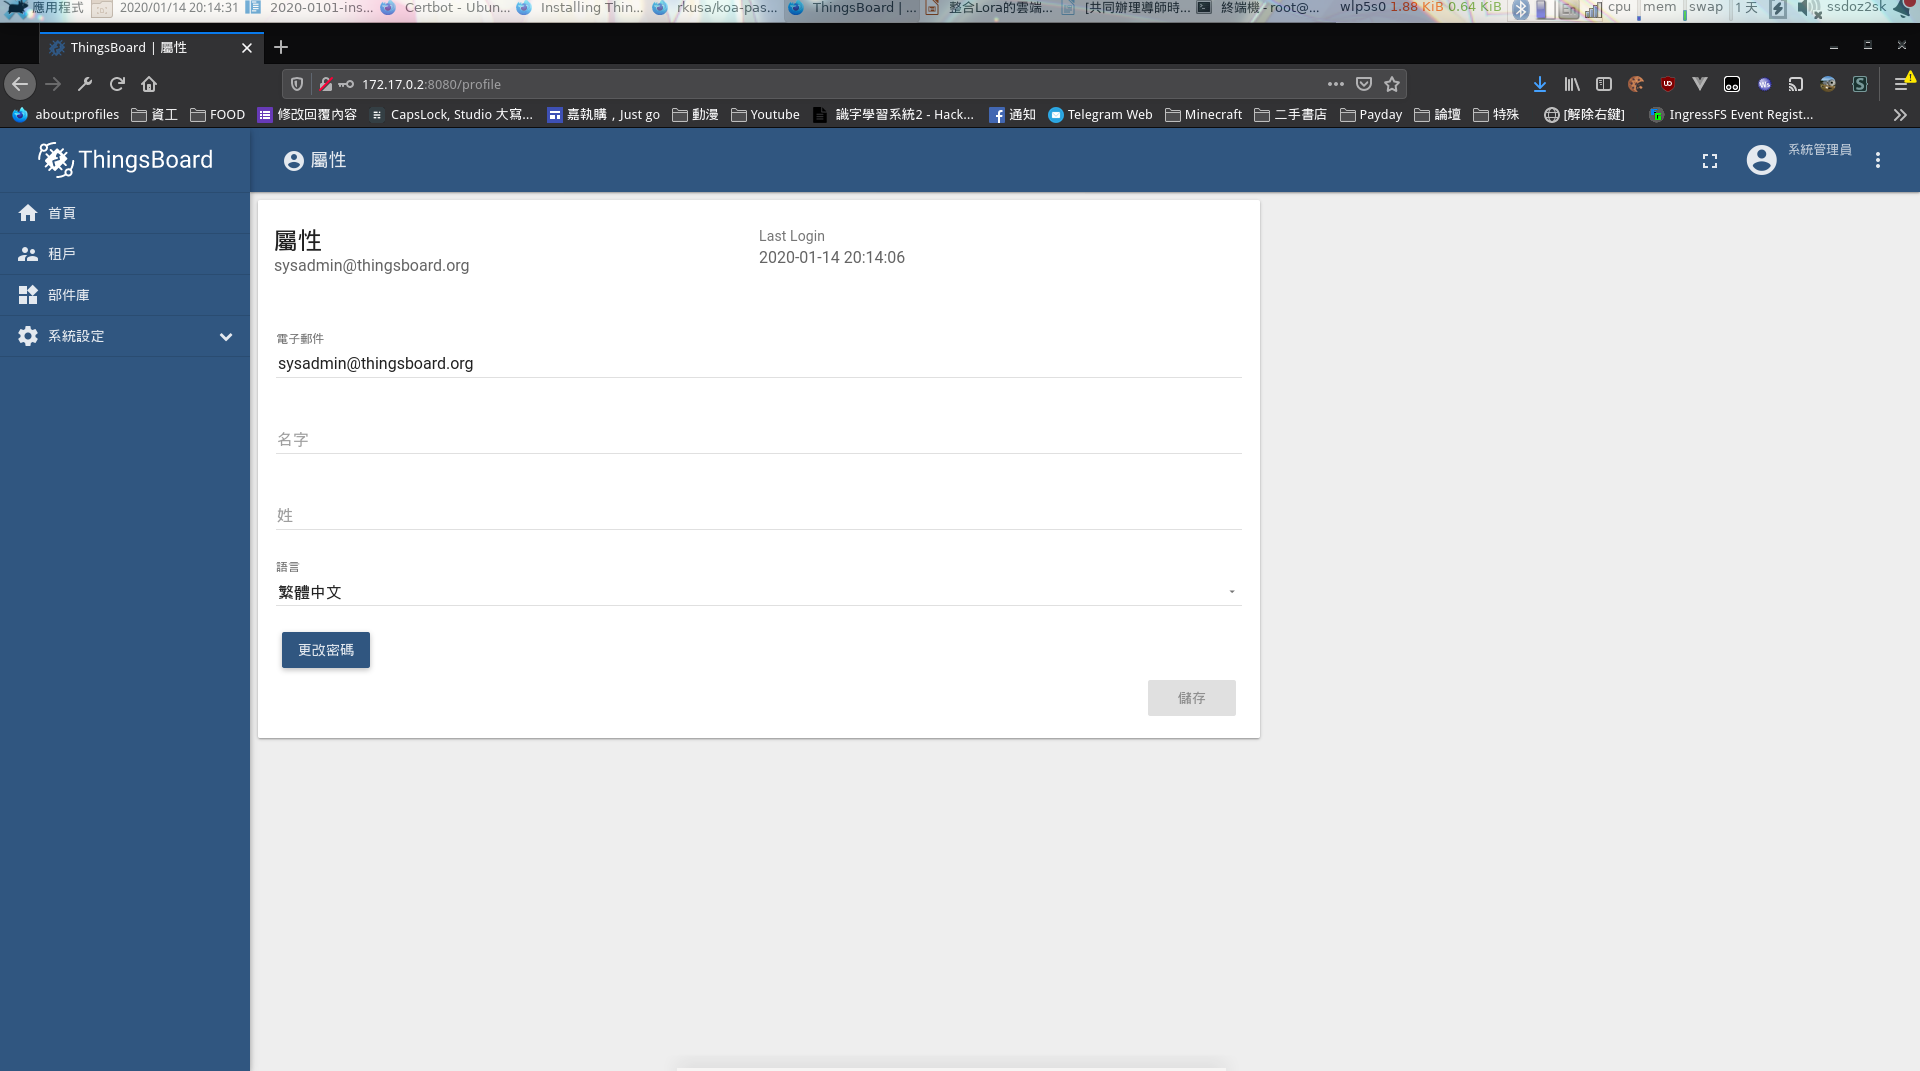 應用程式 2020/01/14 20:14:31 2020-0101-ins... Certbot - Ubun... Installing Thin... rkusa/koa-pas... ThingsBoard | ... 整合Lora的雲端... [共同辦理導師時... 終端機 - root@... wlp5s0 1.88 KiB 0.64 KiB En cpu mem swap 1 天 ssdoz2sk
ThingsBoard | 屬性
172.17.0.2:8080/profile
about:profiles 資工 FOOD 修改回覆內容 CapsLock, Studio 大寫... 嘉執購 , Just go 動漫 Youtube 識字學習系統2 - Hack... 通知 Telegram Web Minecraft 二手書店 Payday 論壇 特殊 [解除右鍵] IngressFS Event Regist...
ThingsBoard
屬性
系統管理員
首頁
租戶
部件庫
系統設定
屬性
sysadmin@thingsboard.org
Last Login
2020-01-14 20:14:06
電子郵件
sysadmin@thingsboard.org
名字
姓
語言
繁體中文
更改密碼
儲存